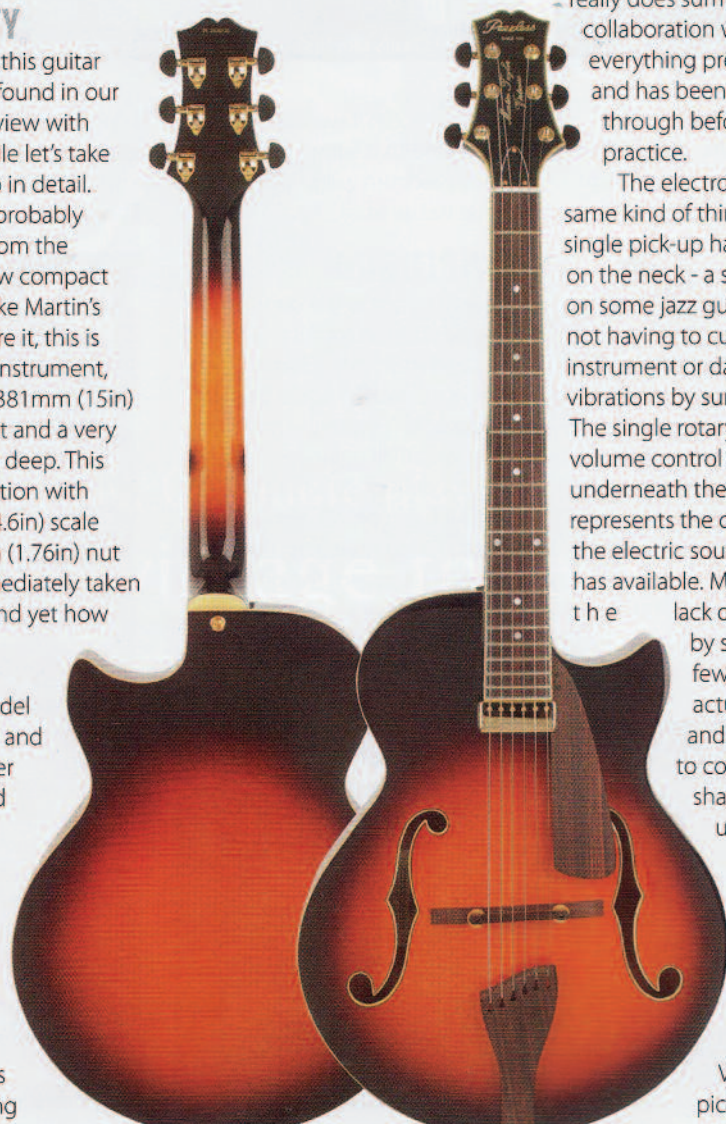 Y
this guitar
found in our
view with
le let's take
in detail.
probably
om the
w compact
ke Martin's
re it, this is
nstrument,
381mm (15in)
t and a very
deep. This
tion with
.6in) scale
(1.76in) nut
mediately taken
nd yet how
del
and
er
d
s
ng
Peerless
really does sum
collaboration w
everything pre
and has been
through befo
practice.
The electro
same kind of thin
single pick-up ha
on the neck - a s
on some jazz gu
not having to cu
instrument or da
vibrations by sur
The single rotary
volume control
underneath the
represents the c
the electric sou
has available. M
the lack o
by s
few
actu
and
to co
sha
u
V
pic